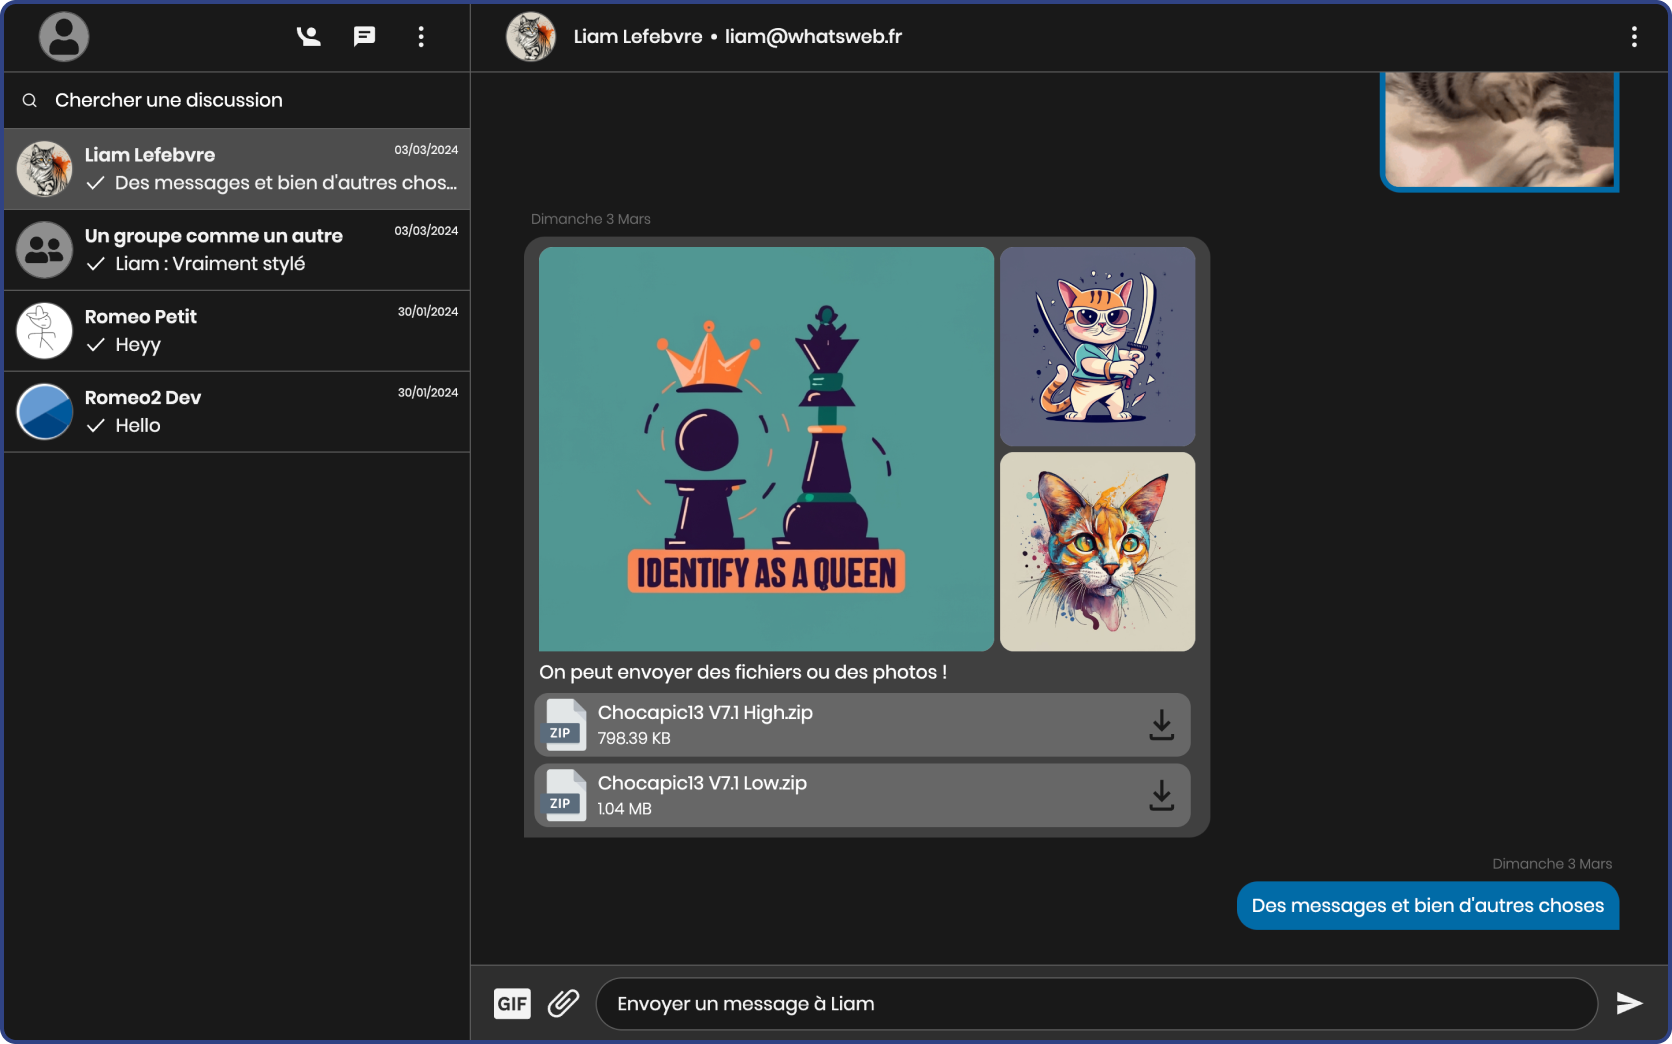 Chercher une discussion
Liam Lefebvre
03/03/2024
Des messages et bien d'autres chos...
Un groupe comme un autre
03/03/2024
Liam : Vraiment stylé
Romeo Petit
30/01/2024
Heyy
Romeo2 Dev
30/01/2024
Hello
Liam Lefebvre • liam@whatsweb.fr
Dimanche 3 Mars
IDENTIFY AS A QUEEN
On peut envoyer des fichiers ou des photos !
ZIP
Chocapic13 V7.1 High.zip
798.39 KB
ZIP
Chocapic13 V7.1 Low.zip
1.04 MB
Dimanche 3 Mars
Des messages et bien d'autres choses
GIF
Envoyer un message à Liam